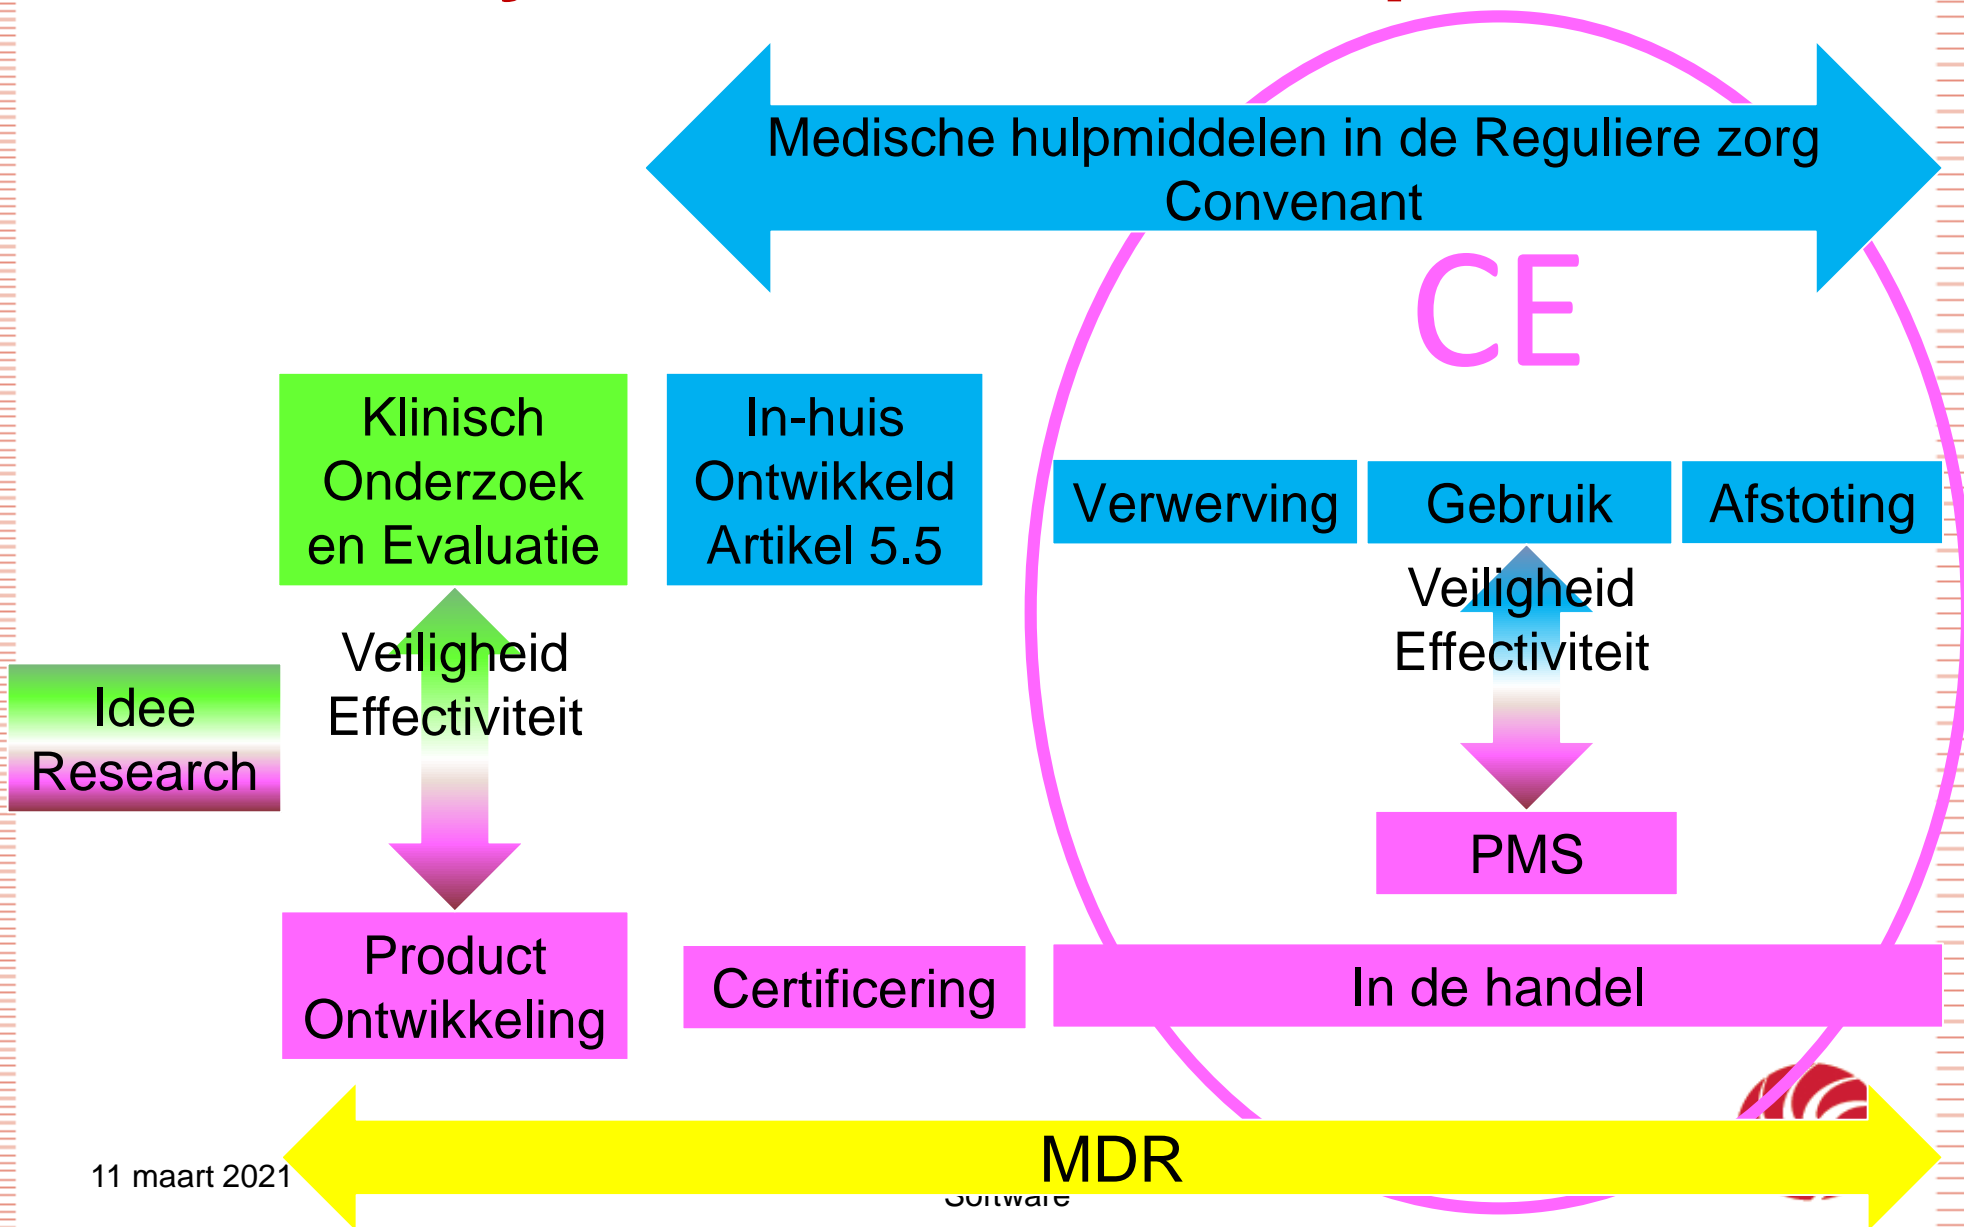 Medische hulpmiddelen in de Reguliere zorg
Convenant
CE
Klinisch
Onderzoek
en Evaluatie
In-huis
Ontwikkeld
Artikel 5.5
Verwerving
Gebruik
Afstoting
Veiligheid
Effectiviteit
Veiligheid
Effectiviteit
Idee
Research
PMS
Product
Ontwikkeling
Certificering
In de handel
MDR
11 maart 2021
Software